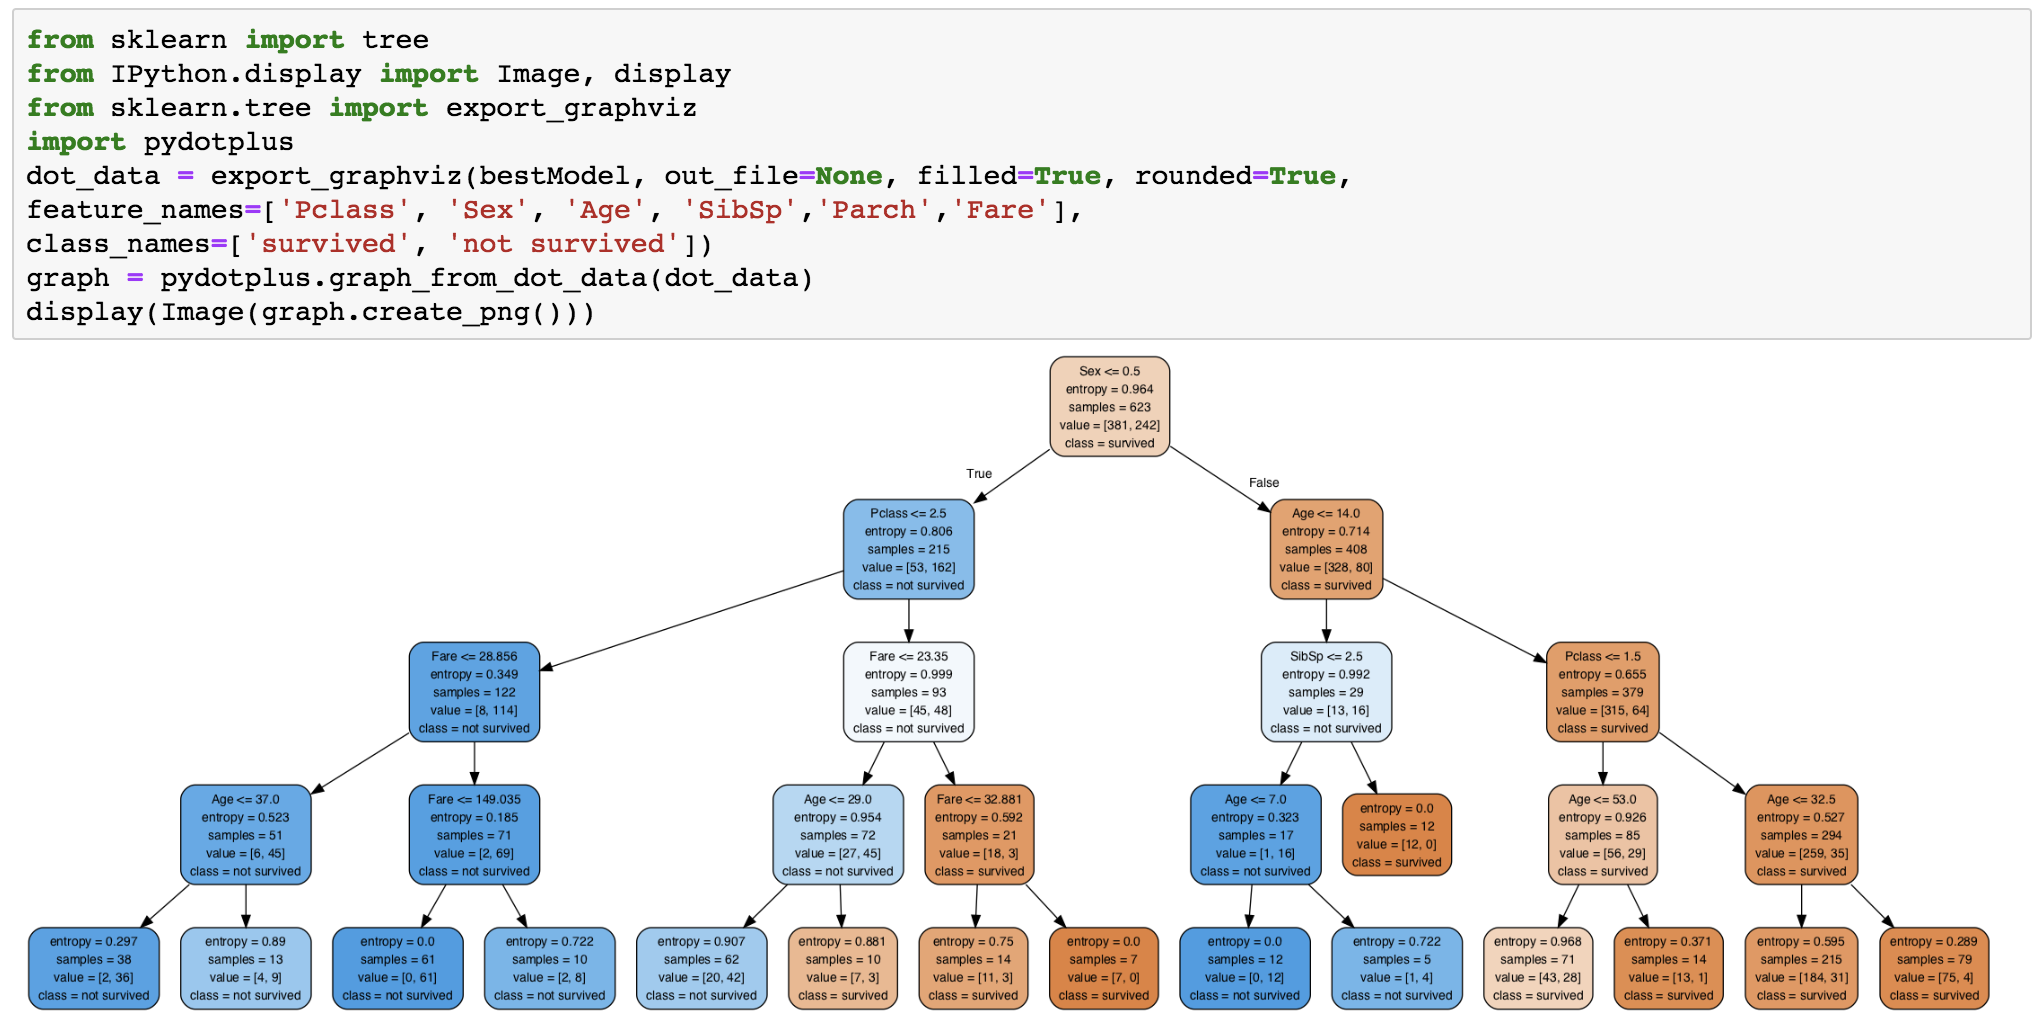 from sklearn import tree
from IPython.display import Image, display
from sklearn.tree import export_graphviz
import pydotplus
dot_data = export_graphviz(bestModel, out_file=None, filled=True, rounded=True,
feature_names=['Pclass', 'Sex', 'Age', 'SibSp','Parch','Fare'],
class_names=['survived', 'not survived'])
graph = pydotplus.graph_from_dot_data(dot_data)
display(Image(graph.create_png()))
Sex <= 0.5
entropy = 0.964
samples = 623
value = [381, 242]
class = survived
True
False
Pclass <= 2.5
entropy = 0.806
samples = 215
value = [53, 162]
class = not survived
Age <= 14.0
entropy = 0.714
samples = 408
value = [328, 80]
class = survived
Fare <= 28.856
entropy = 0.349
samples = 122
value = [8, 114]
class = not survived
Fare <= 23.35
entropy = 0.999
samples = 93
value = [45, 48]
class = not survived
SibSp <= 2.5
entropy = 0.992
samples = 29
value = [13, 16]
class = not survived
Pclass <= 1.5
entropy = 0.655
samples = 379
value = [315, 64]
class = survived
Age <= 37.0
entropy = 0.523
samples = 51
value = [6, 45]
class = not survived
Fare <= 149.035
entropy = 0.185
samples = 71
value = [2, 69]
class = not survived
Age <= 29.0
entropy = 0.954
samples = 72
value = [27, 45]
class = not survived
Fare <= 32.881
entropy = 0.592
samples = 21
value = [18, 3]
class = survived
Age <= 7.0
entropy = 0.323
samples = 17
value = [1, 16]
class = not survived
entropy = 0.0
samples = 12
value = [12, 0]
class = survived
Age <= 53.0
entropy = 0.926
samples = 85
value = [56, 29]
class = survived
Age <= 32.5
entropy = 0.527
samples = 294
value = [259, 35]
class = survived
entropy = 0.297
samples = 38
value = [2, 36]
class = not survived
entropy = 0.89
samples = 13
value = [4, 9]
class = not survived
entropy = 0.0
samples = 61
value = [0, 61]
class = not survived
entropy = 0.722
samples = 10
value = [2, 8]
class = not survived
entropy = 0.907
samples = 62
value = [20, 42]
class = not survived
entropy = 0.881
samples = 10
value = [7, 3]
class = survived
entropy = 0.75
samples = 14
value = [11, 3]
class = survived
entropy = 0.0
samples = 7
value = [7, 0]
class = survived
entropy = 0.0
samples = 12
value = [0, 12]
class = not survived
entropy = 0.722
samples = 5
value = [1, 4]
class = not survived
entropy = 0.968
samples = 71
value = [43, 28]
class = survived
entropy = 0.371
samples = 14
value = [13, 1]
class = survived
entropy = 0.595
samples = 215
value = [184, 31]
class = survived
entropy = 0.289
samples = 79
value = [75, 4]
class = survived